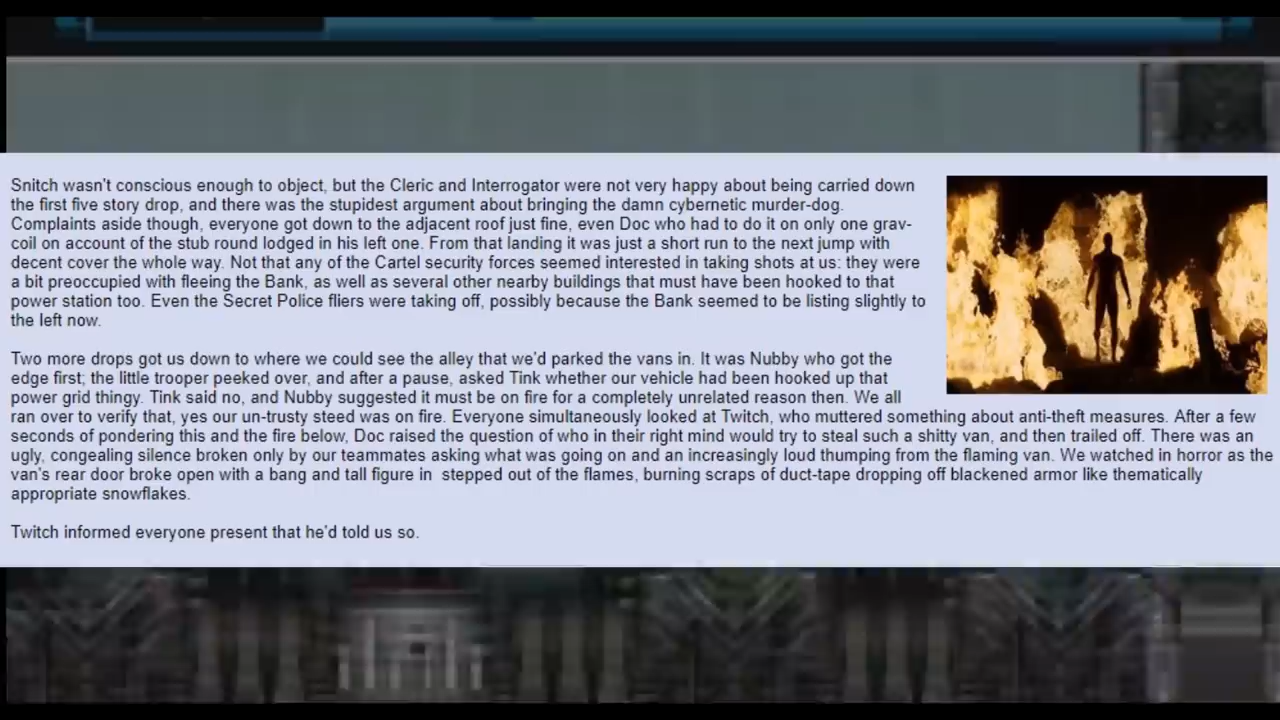 Snitch wasn't conscious enough to object, but the Cleric and Interrogator were not very happy about being carried down
the first five story drop, and there was the stupidest argument about bringing the damn cybernetic murder-dog.
Complaints aside though, everyone got down to the adjacent roof just fine, even Doc who had to do it on only one grav-
coil on account of the stub round lodged in his left one. From that landing it was just a short run to the next jump with
decent cover the whole way. Not that any of the Cartel security forces seemed interested in taking shots at us: they were
a bit preoccupied with fleeing the Bank, as well as several other nearby buildings that must have been hooked to that
power station too. Even the Secret Police fliers were taking off, possibly because the Bank seemed to be listing slightly to
the left now.
Two more drops got us down to where we could see the alley that we'd parked the vans in. It was Nubby who got the
edge first; the little trooper peeked over, and after a pause, asked Tink whether our vehicle had been hooked up that
power grid thingy. Tink said no, and Nubby suggested it must be on fire for a completely unrelated reason then. We all
ran over to verify that, yes our un-trusty steed was on fire. Everyone simultaneously looked at Twitch, who muttered something about anti-theft measures. After a few
seconds of pondering this and the fire below, Doc raised the question of who in their right mind would try to steal such a shitty van, and then trailed off. There was an
ugly, congealing silence broken only by our teammates asking what was going on and an increasingly loud thumping from the flaming van. We watched in horror as the
van's rear door broke open with a bang and tall figure in stepped out of the flames, burning scraps of duct-tape dropping off blackened armor like thematically
appropriate snowflakes.
Twitch informed everyone present that he'd told us so.